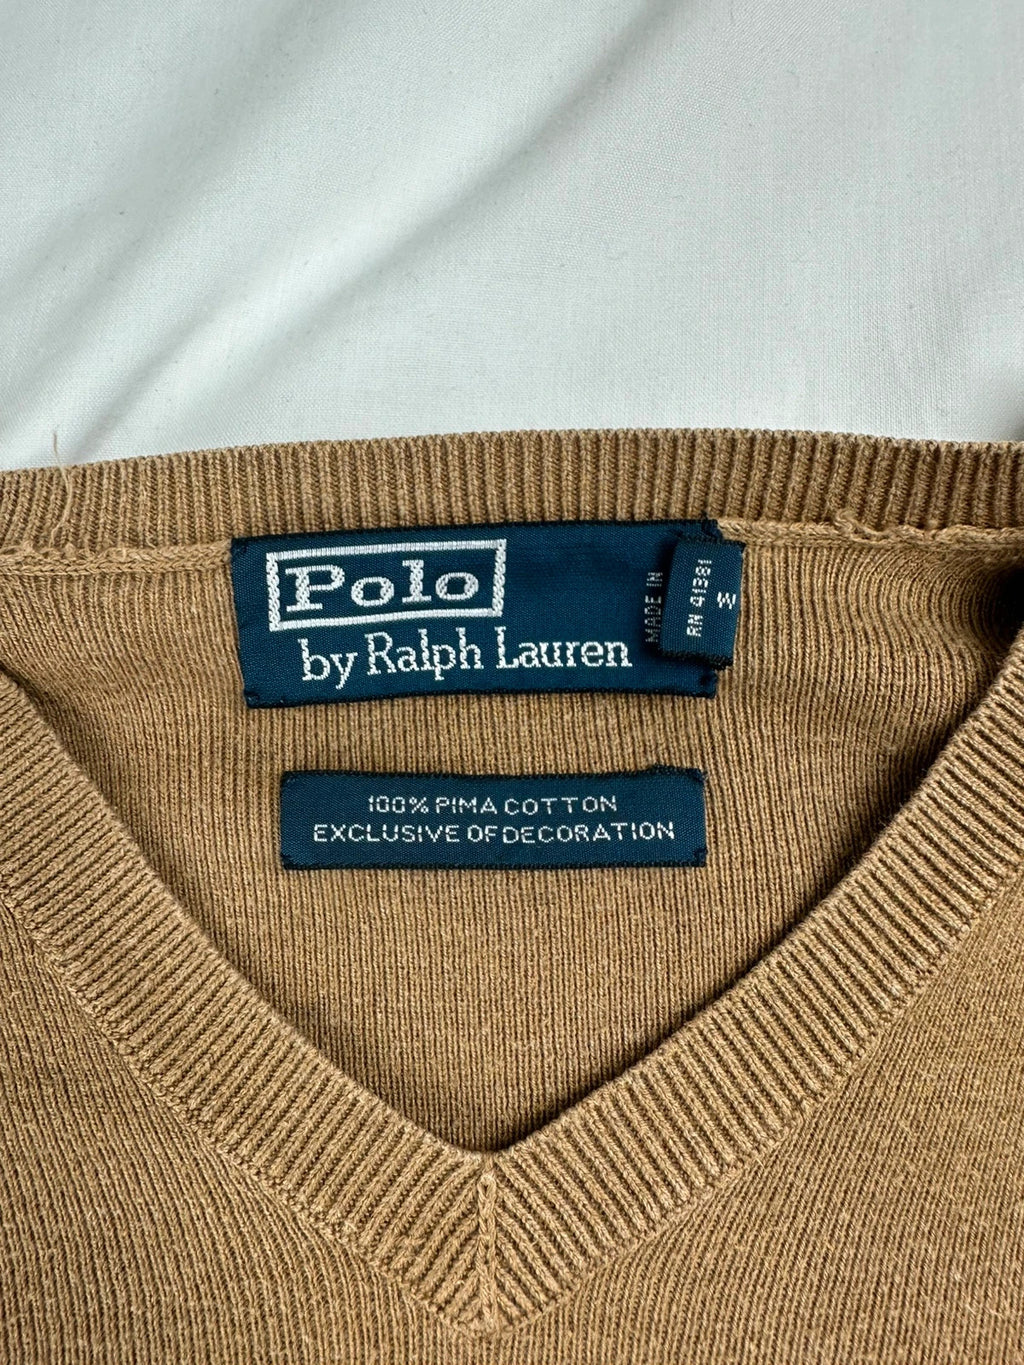 Polo
by Ralph Lauren
MADE IN
RN 41381
M
100% PIMA COTTON
EXCLUSIVE OF DECORATION